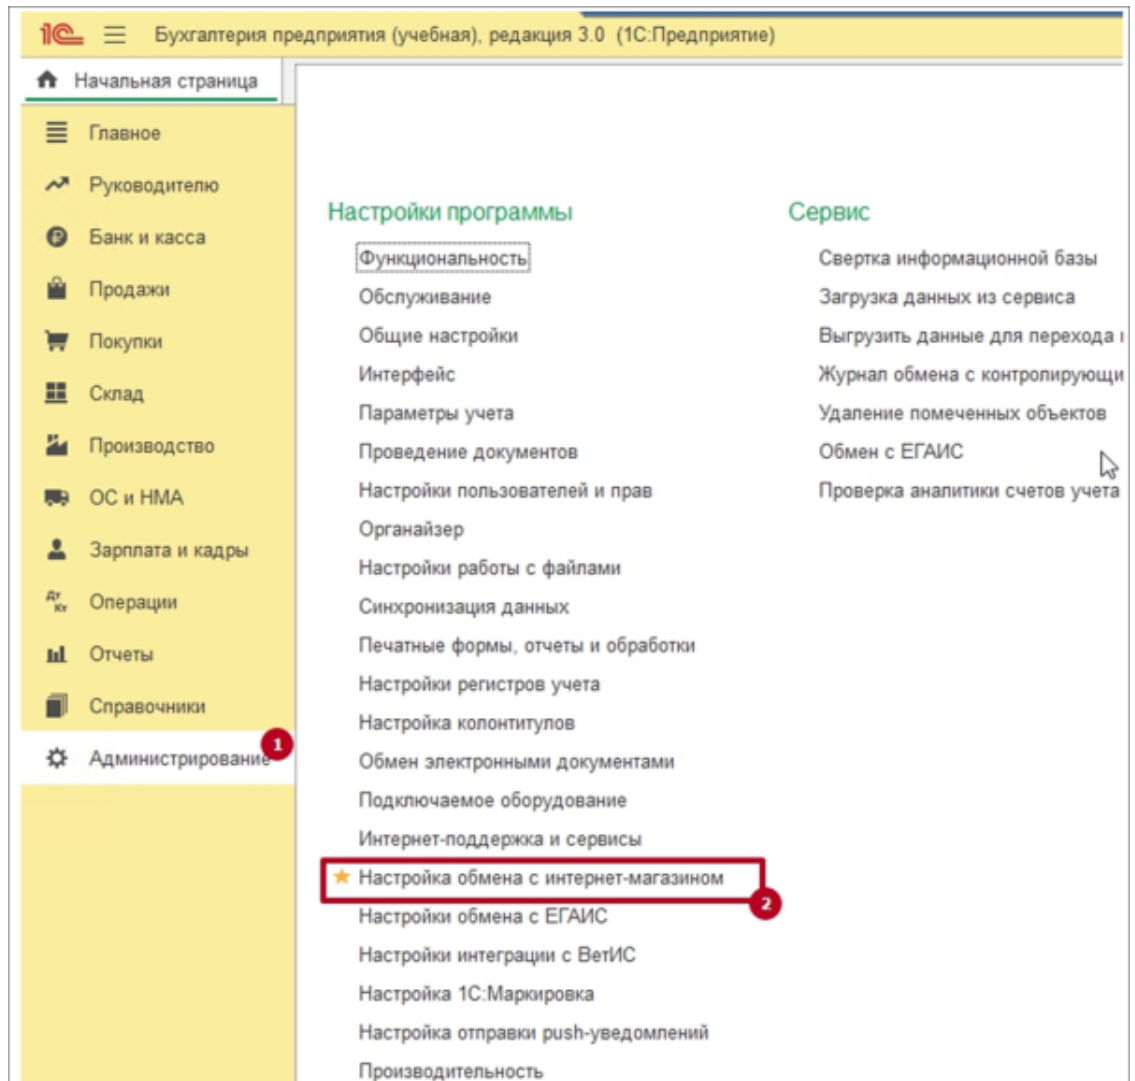 1С Бухгалтерия предприятия (учебная), редакция 3.0 (1С:Предприятие)
Начальная страница
Главное
Руководителю
Банк и касса
Продажи
Покупки
Склад
Производство
ОС и НМА
Зарплата и кадры
Дт Кт Операции
Отчеты
Справочники
Администрирование 1
Настройки программы
Функциональность
Обслуживание
Общие настройки
Интерфейс
Параметры учета
Проведение документов
Настройки пользователей и прав
Органайзер
Настройки работы с файлами
Синхронизация данных
Печатные формы, отчеты и обработки
Настройки регистров учета
Настройка колонтитулов
Обмен электронными документами
Подключаемое оборудование
Интернет-поддержка и сервисы
Настройка обмена с интернет-магазином 2
Настройки обмена с ЕГАИС
Настройки интеграции с ВетИС
Настройка 1С:Маркировка
Настройка отправки push-уведомлений
Производительность
Сервис
Свертка информационной базы
Загрузка данных из сервиса
Выгрузить данные для перехода
Журнал обмена с контролирующи
Удаление помеченных объектов
Обмен с ЕГАИС
Проверка аналитики счетов учета